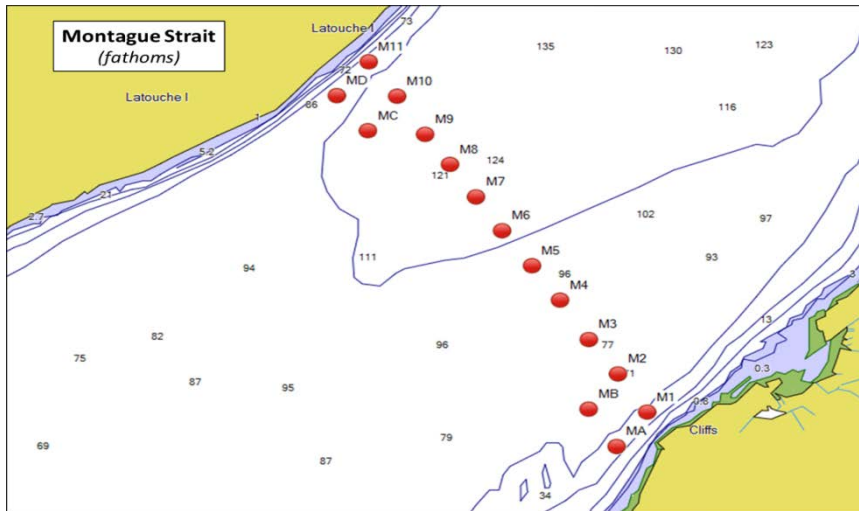 Montague Strait
(fathoms)
Latouche I
73
M11
135
130
123
72
MD
M10
86
Latouche I
116
1
MC
M9
M8
124
121
5.2
M7
21
2.7
M6
102
97
111
M5
93
94
96
3
M4
13
M3
77
82
96
75
M2
71
0.3
87
95
MB
M1
0.8
MA
Cliffs
79
69
87
34